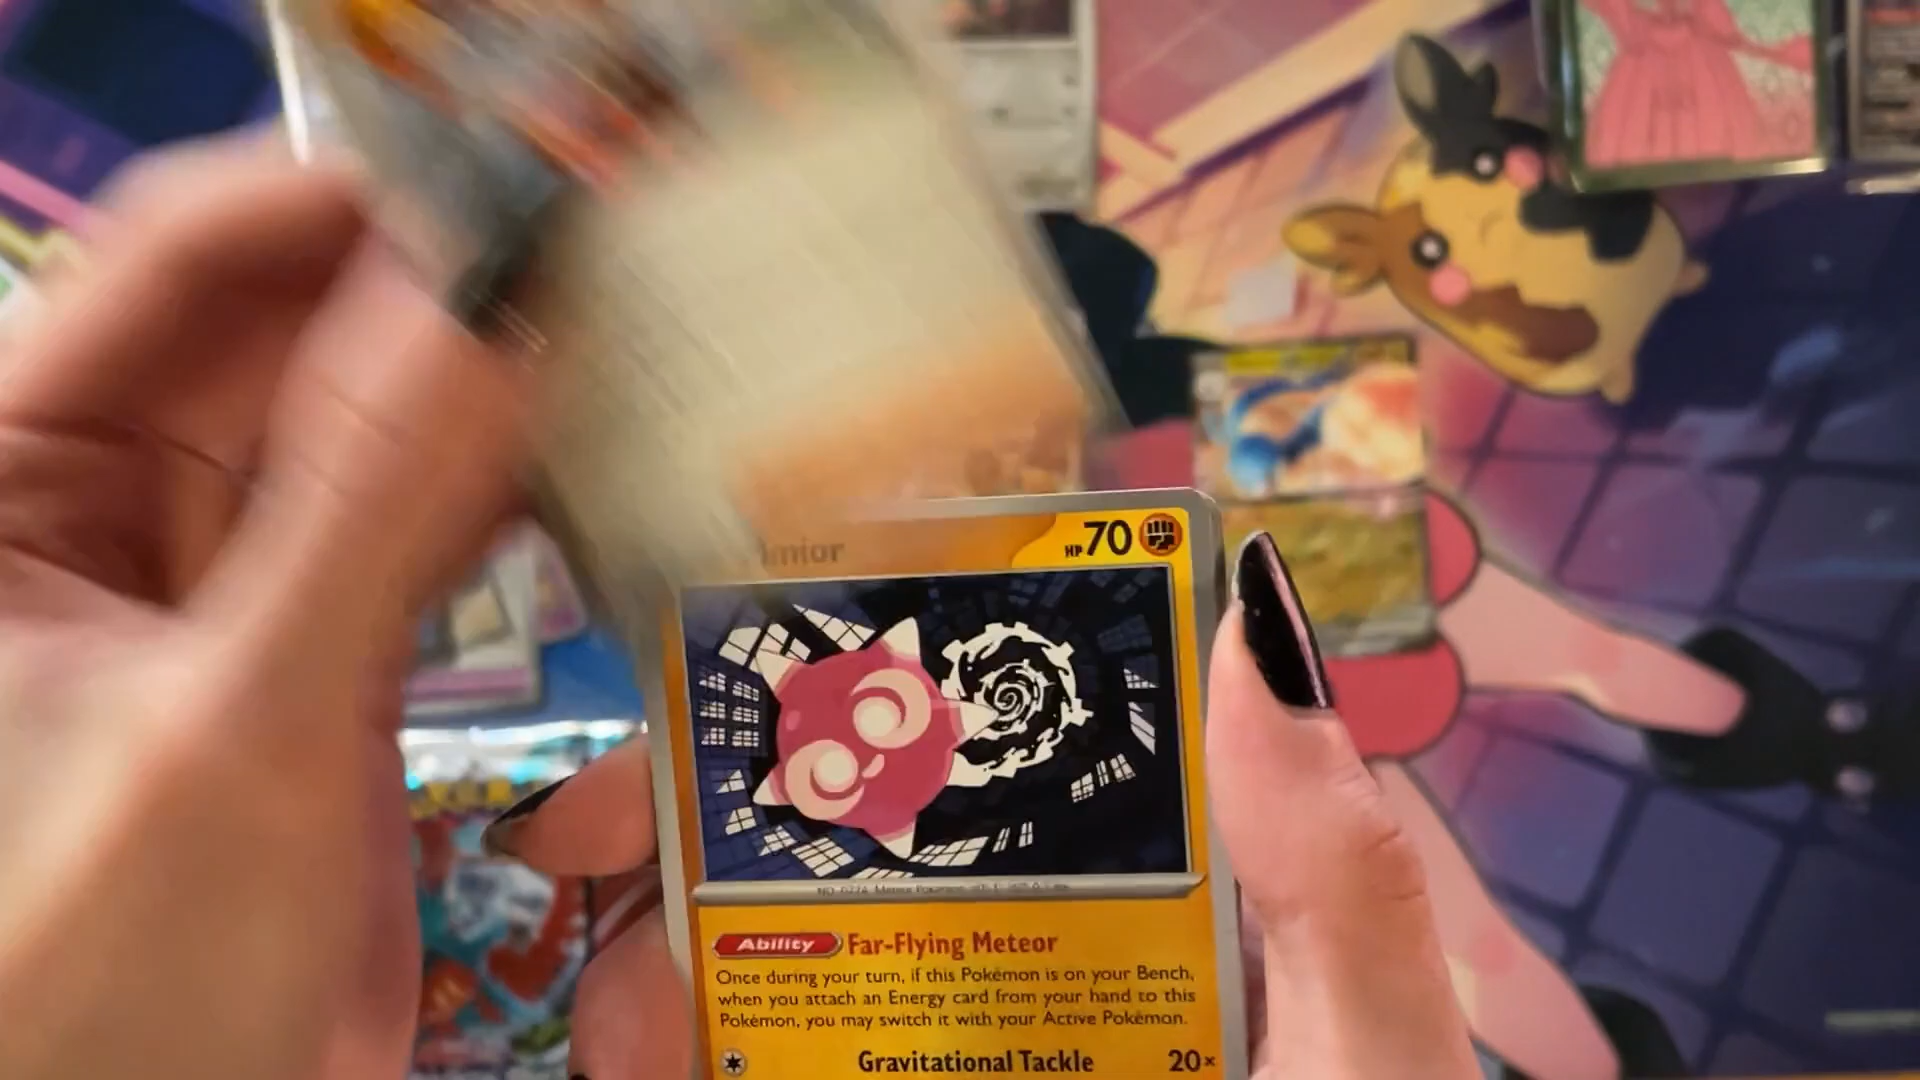 HP 70
Ability Far-Flying Meteor
Once during your turn, if this Pokémon is on your Bench,
when you attach an Energy card from your hand to this
Pokémon, you may switch it with your Active Pokémon.
Gravitational Tackle 20×